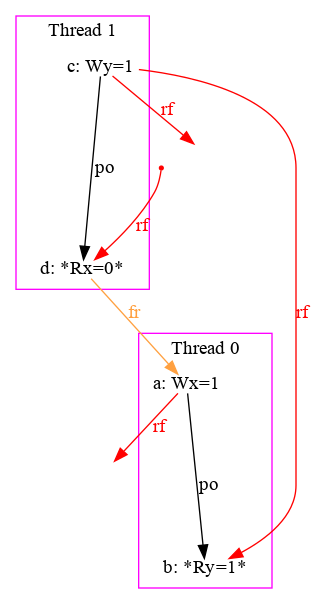 Thread 1
c: Wy=1
rf
po
rf
d: *Rx=0*
fr
rf
Thread 0
a: Wx=1
rf
po
b: *Ry=1*